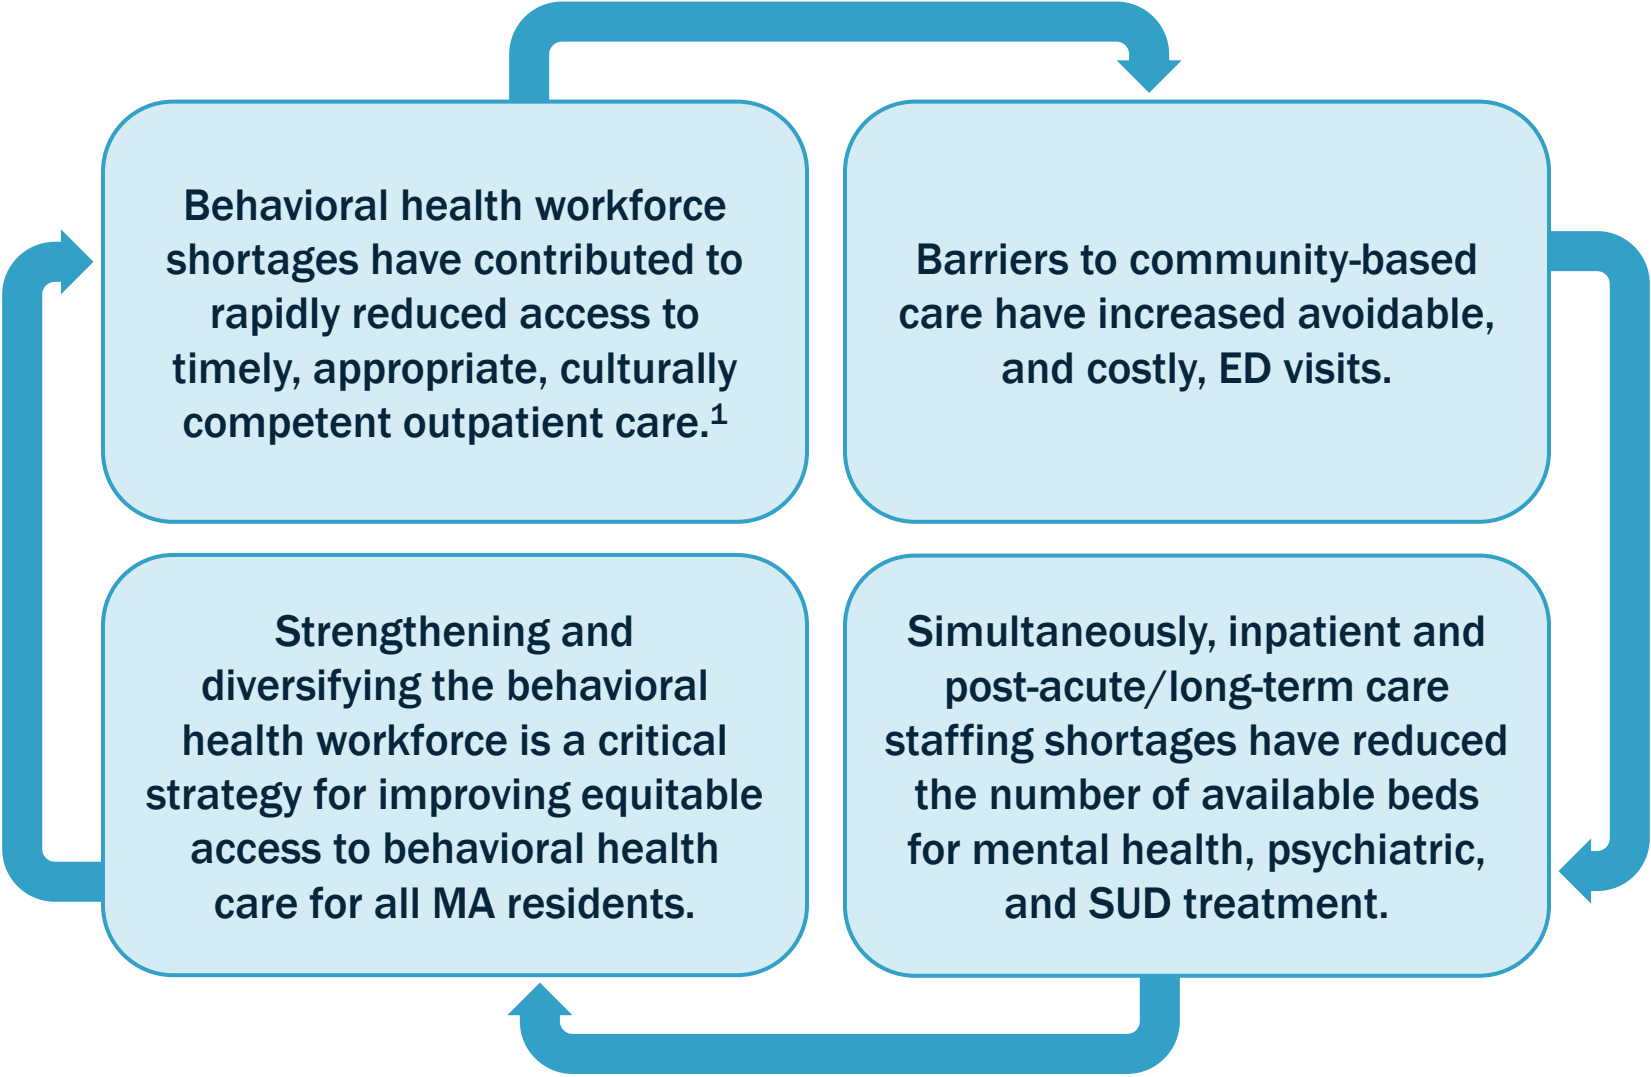 Behavioral health workforce
shortages have contributed to
rapidly reduced access to
timely, appropriate, culturally
competent outpatient care.¹
Barriers to community-based
care have increased avoidable,
and costly, ED visits.
Strengthening and
diversifying the behavioral
health workforce is a critical
strategy for improving equitable
access to behavioral health
care for all MA residents.
Simultaneously, inpatient and
post-acute/long-term care
staffing shortages have reduced
the number of available beds
for mental health, psychiatric,
and SUD treatment.